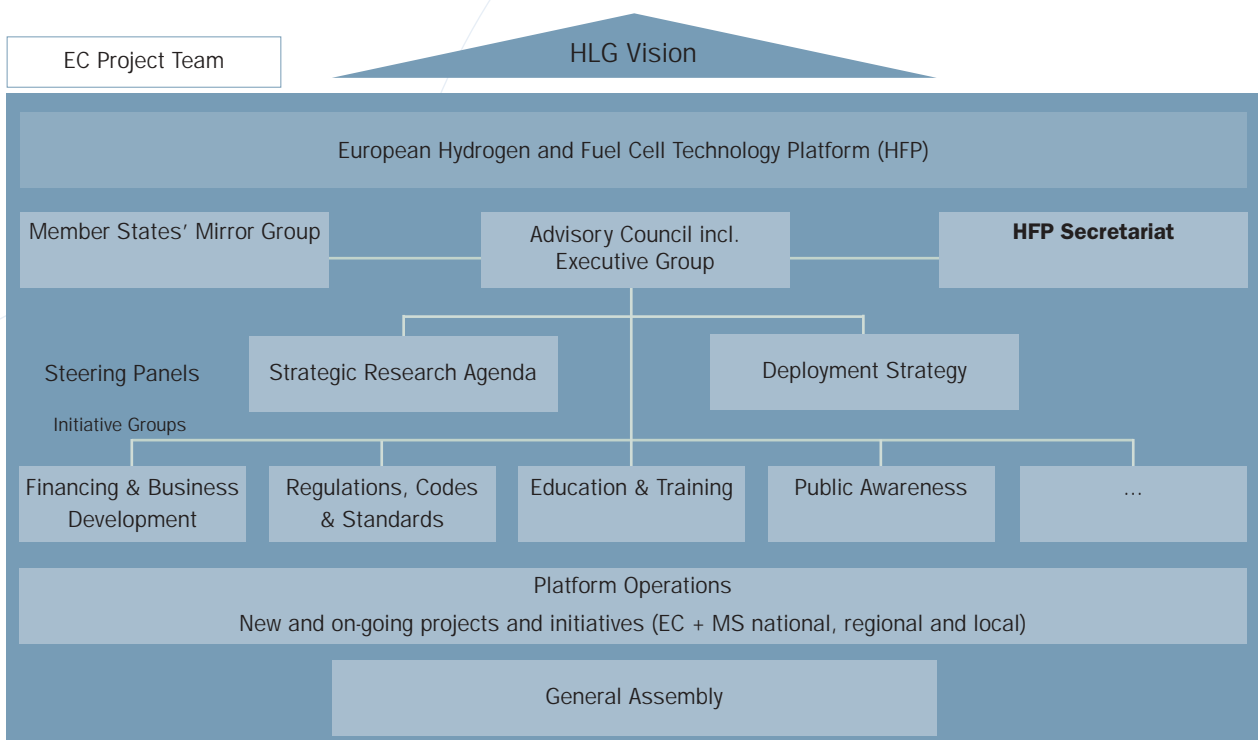 EC Project Team
HLG Vision
European Hydrogen and Fuel Cell Technology Platform (HFP)
Member States’ Mirror Group
Advisory Council incl.
Executive Group
HFP Secretariat
Steering Panels
Strategic Research Agenda
Deployment Strategy
Initiative Groups
Financing & Business
Development
Regulations, Codes
& Standards
Education & Training
Public Awareness
...
Platform Operations
New and on-going projects and initiatives (EC + MS national, regional and local)
General Assembly